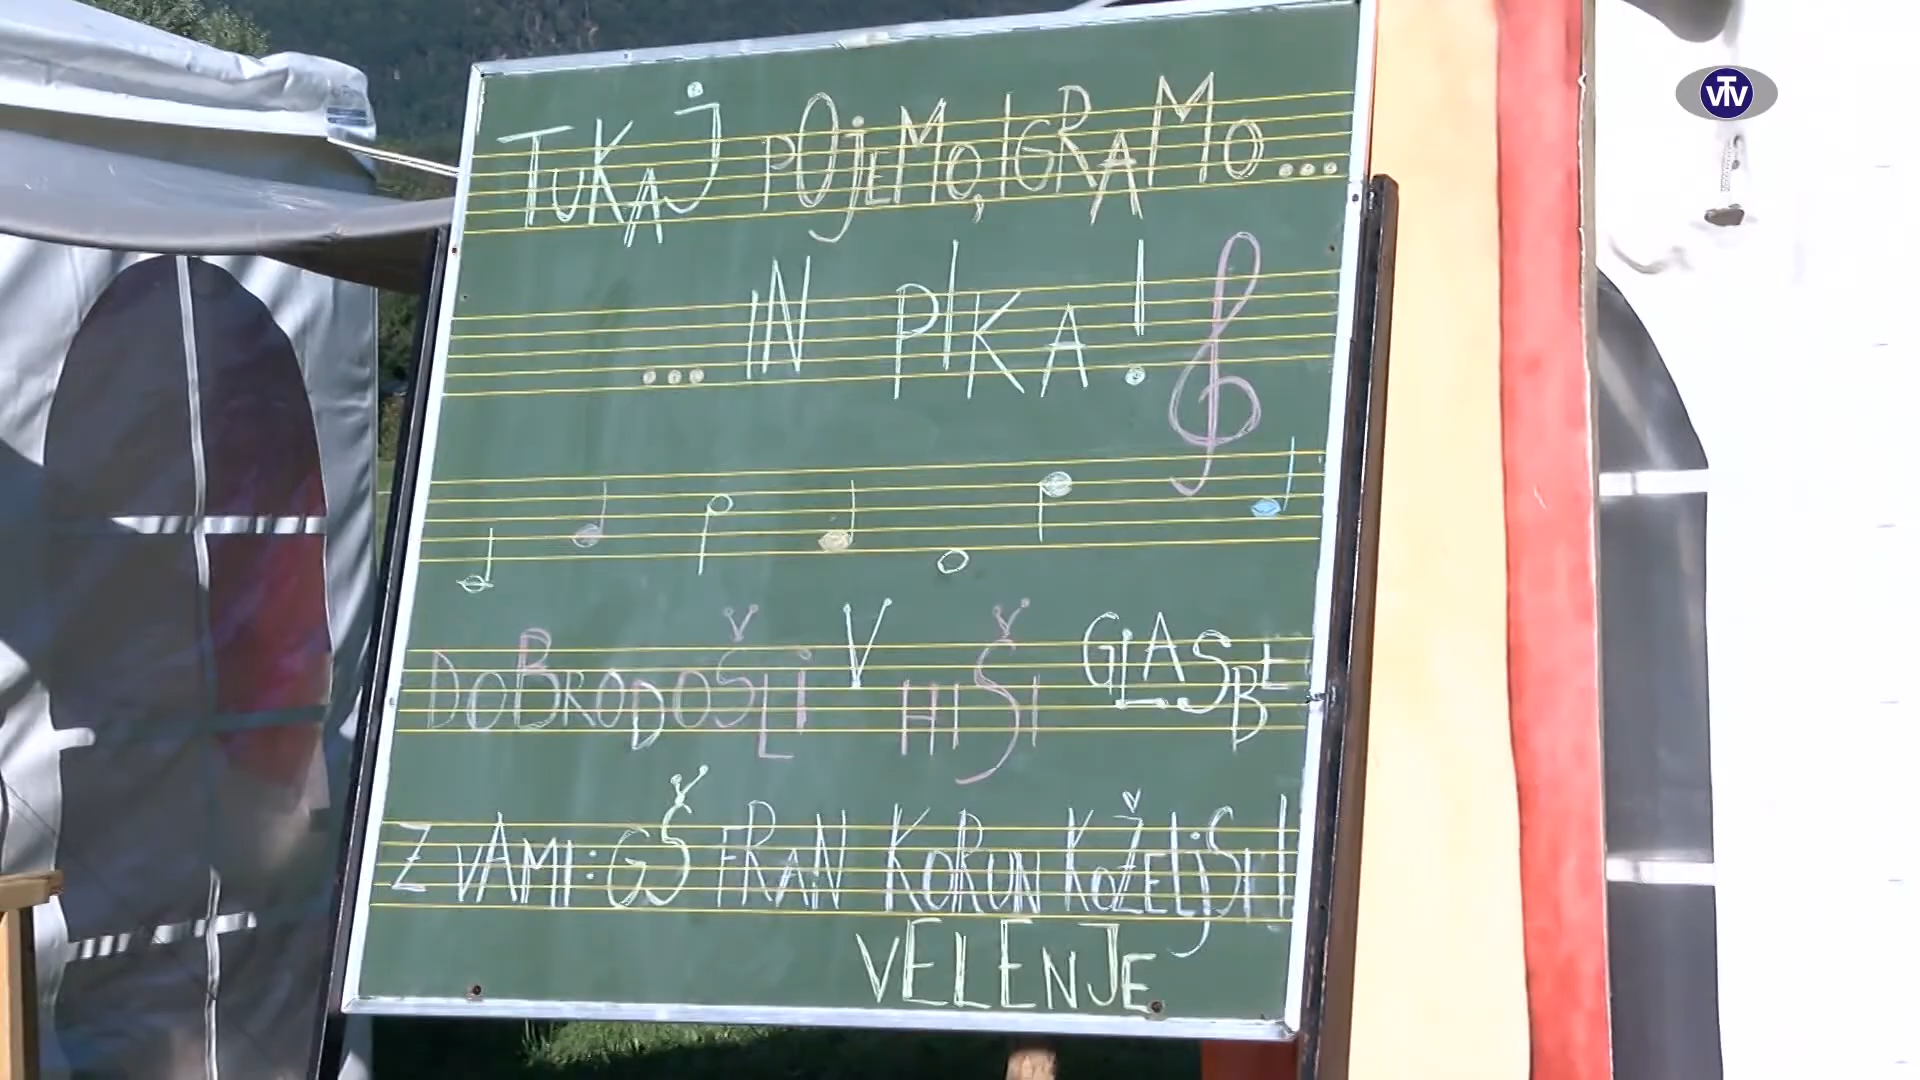 TUKAJ POJEMO, IGRAMO...
... IN PIKA!
DOBRODOŠLI V HIŠI GLASBE
Z VAMI: GŠ FRAN KORUN KOŽELJSKI
VELENJE
VTV